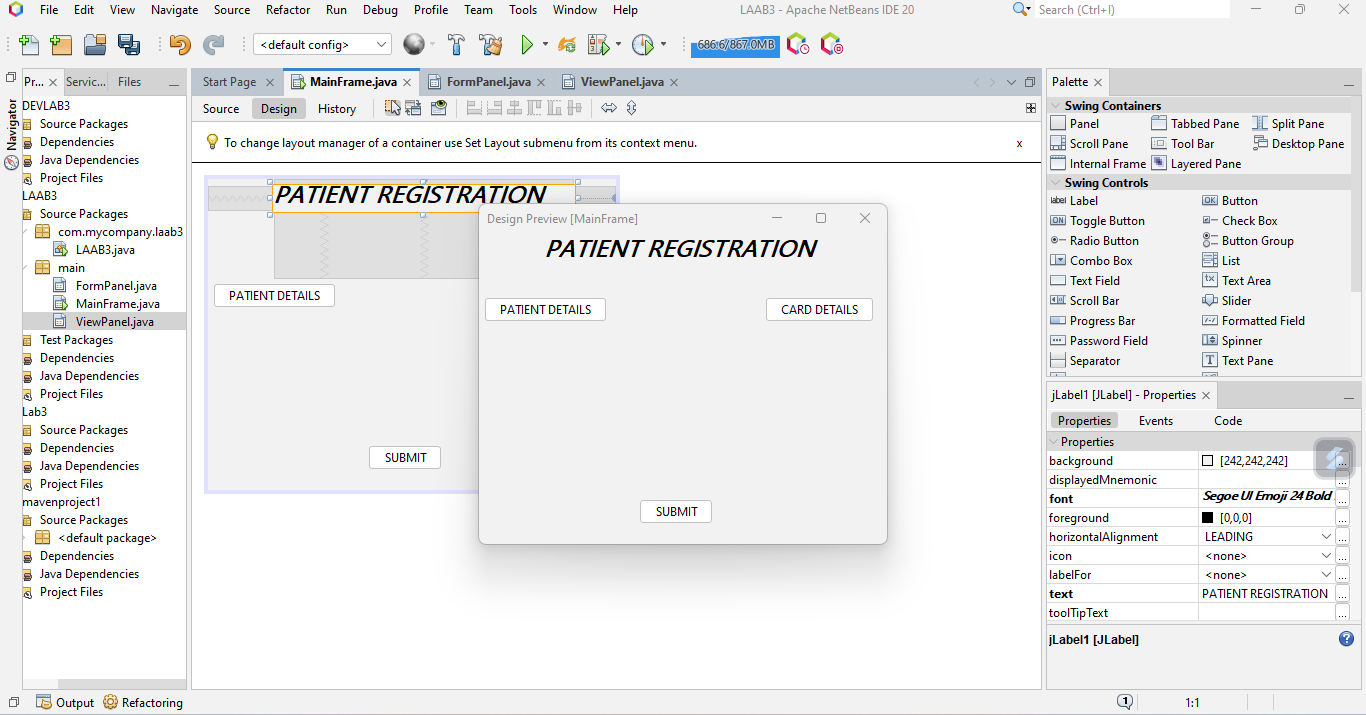 File Edit View Navigate Source Refactor Run Debug Profile Team Tools Window Help LAAB3 - Apache NetBeans IDE 20 Search (Ctrl+I)
<default config> 686.6/867.0MB
Pr... Servic... Files Start Page MainFrame.java FormPanel.java ViewPanel.java
Source Design History
To change layout manager of a container use Set Layout submenu from its context menu. x
Navigator
DEVLAB3
Source Packages
Dependencies
Java Dependencies
Project Files
LAAB3
Source Packages
com.mycompany.laab3
LAAB3.java
main
FormPanel.java
MainFrame.java
ViewPanel.java
Test Packages
Dependencies
Java Dependencies
Project Files
Lab3
Source Packages
Dependencies
Java Dependencies
Project Files
mavenproject1
Source Packages
<default package>
Dependencies
Java Dependencies
Project Files
PATIENT REGISTRATION
PATIENT DETAILS
SUBMIT
Design Preview [MainFrame]
PATIENT REGISTRATION
PATIENT DETAILS CARD DETAILS
SUBMIT
Palette
Swing Containers
Panel Tabbed Pane Split Pane
Scroll Pane Tool Bar Desktop Pane
Internal Frame Layered Pane
Swing Controls
label Label OK Button
ON Toggle Button Check Box
Radio Button Button Group
Combo Box List
Text Field Text Area
Scroll Bar Slider
Progress Bar Formatted Field
Password Field Spinner
Separator T Text Pane
jLabel1 [JLabel] - Properties
Properties Events Code
Properties
background [242,242,242] ...
displayedMnemonic ...
font Segoe UI Emoji 24 Bold ...
foreground [0,0,0] ...
horizontalAlignment LEADING ...
icon <none> ...
labelFor <none> ...
text PATIENT REGISTRATION ...
toolTipText ...
jLabel1 [JLabel] ?
Output Refactoring 1 1:1